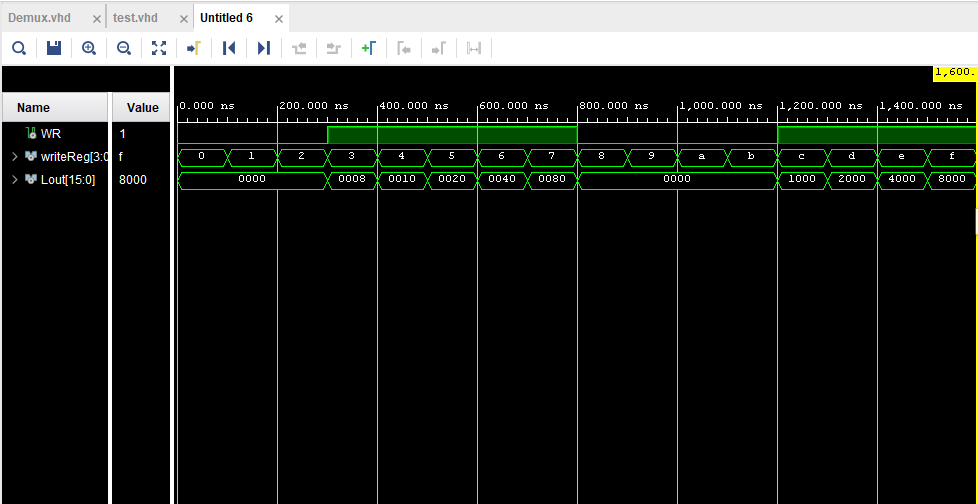 Demux.vhd × test.vhd × Untitled 6 ×
1,600.
Name Value 0.000 ns 200.000 ns 400.000 ns 600.000 ns 800.000 ns 1,000.000 ns 1,200.000 ns 1,400.000 ns
WR 1
writeReg[3:0 f 0 1 2 3 4 5 6 7 8 9 a b c d e f
Lout[15:0] 8000 0000 0008 0010 0020 0040 0080 0000 1000 2000 4000 8000